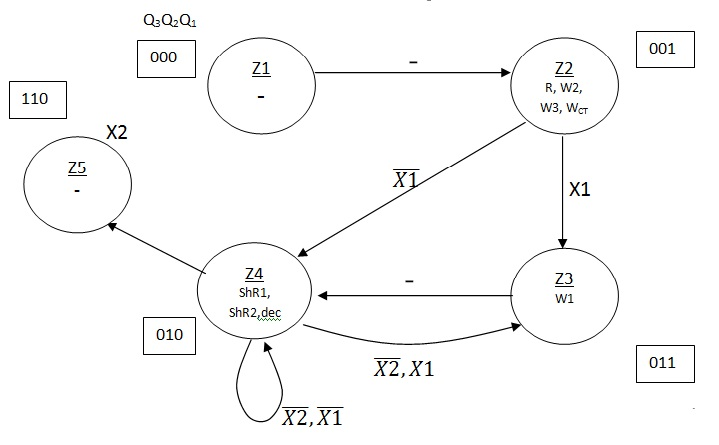 Q₃Q₂Q₁
000
Z1
-
-
Z2
R, W2,
W3, W_CT
001
110
X2
Z5
-
X̅1̅
X1
Z4
ShR1,
ShR2,dec
-
Z3
W1
010
X̅2̅, X1
011
X̅2̅, X̅1̅